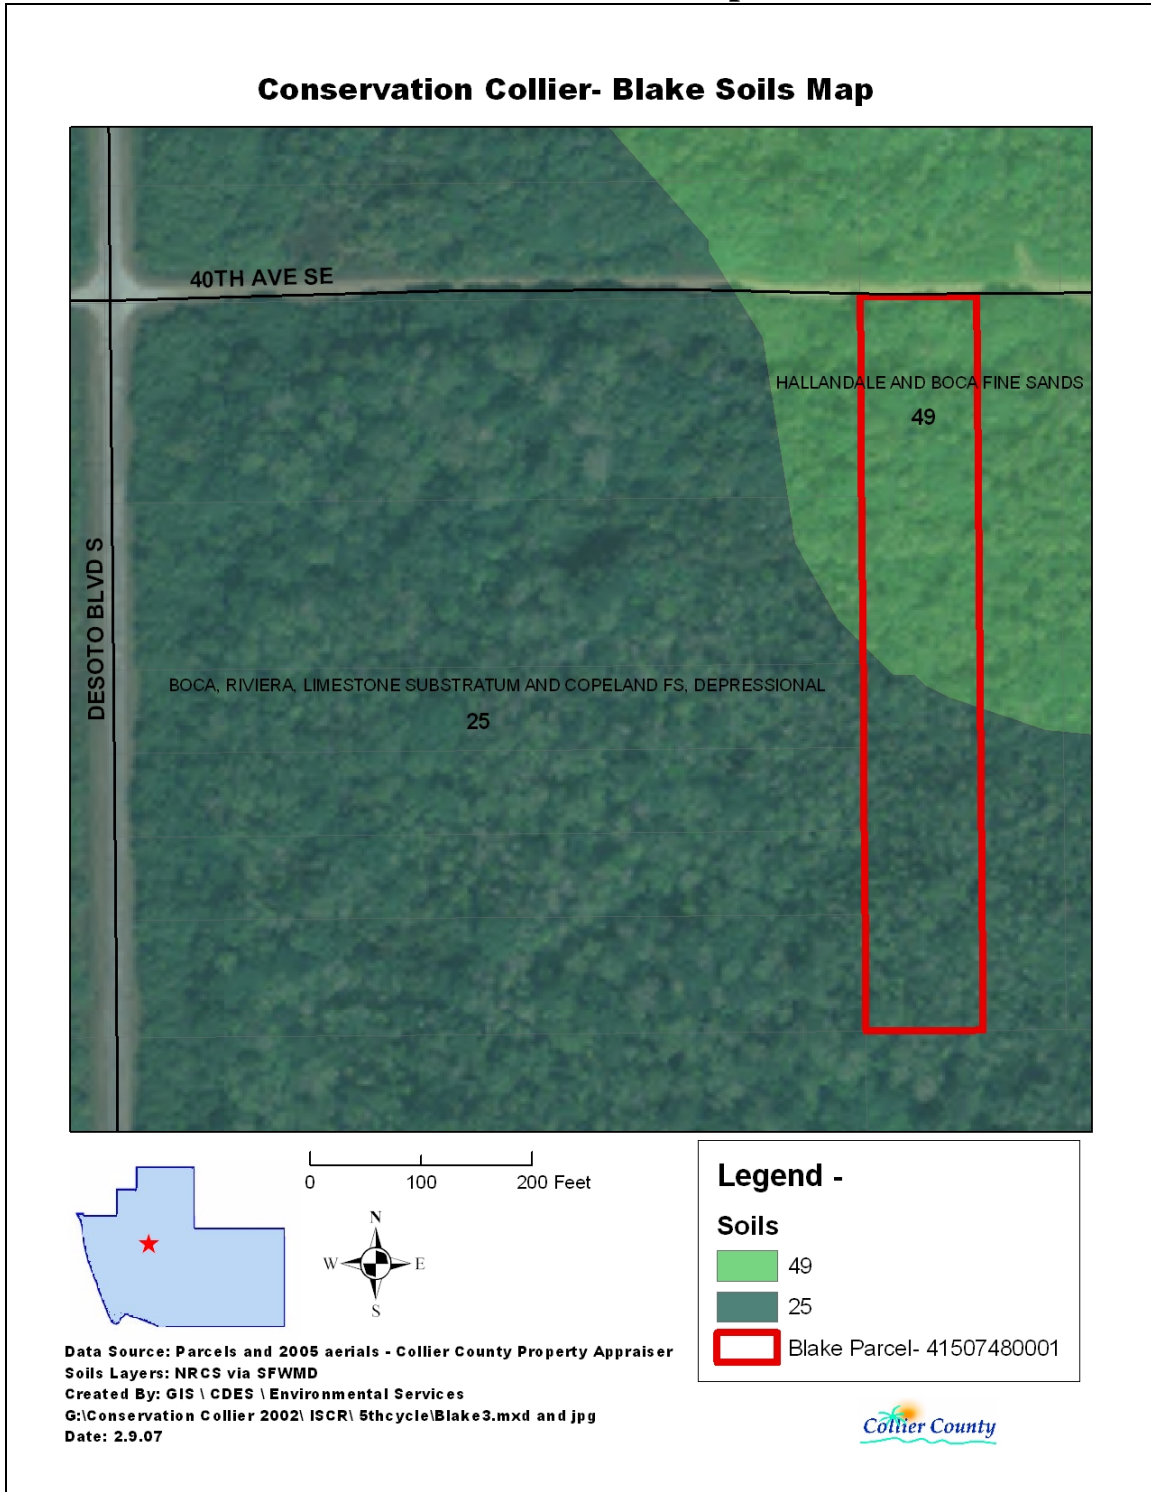 Conservation Collier- Blake Soils Map
40TH AVE SE
HALLANDALE AND BOCA FINE SANDS
49
DESOTO BLVD S
BOCA, RIVIERA, LIMESTONE SUBSTRATUM AND COPELAND FS, DEPRESSIONAL
25
0 100 200 Feet
N
W E
S
Legend -
Soils
49
25
Blake Parcel- 41507480001
Data Source: Parcels and 2005 aerials - Collier County Property Appraiser
Soils Layers: NRCS via SFWMD
Created By: GIS \ CDES \ Environmental Services
G:\Conservation Collier 2002\ ISCR\ 5thcycle\Blake3.mxd and jpg
Date: 2.9.07
Collier County